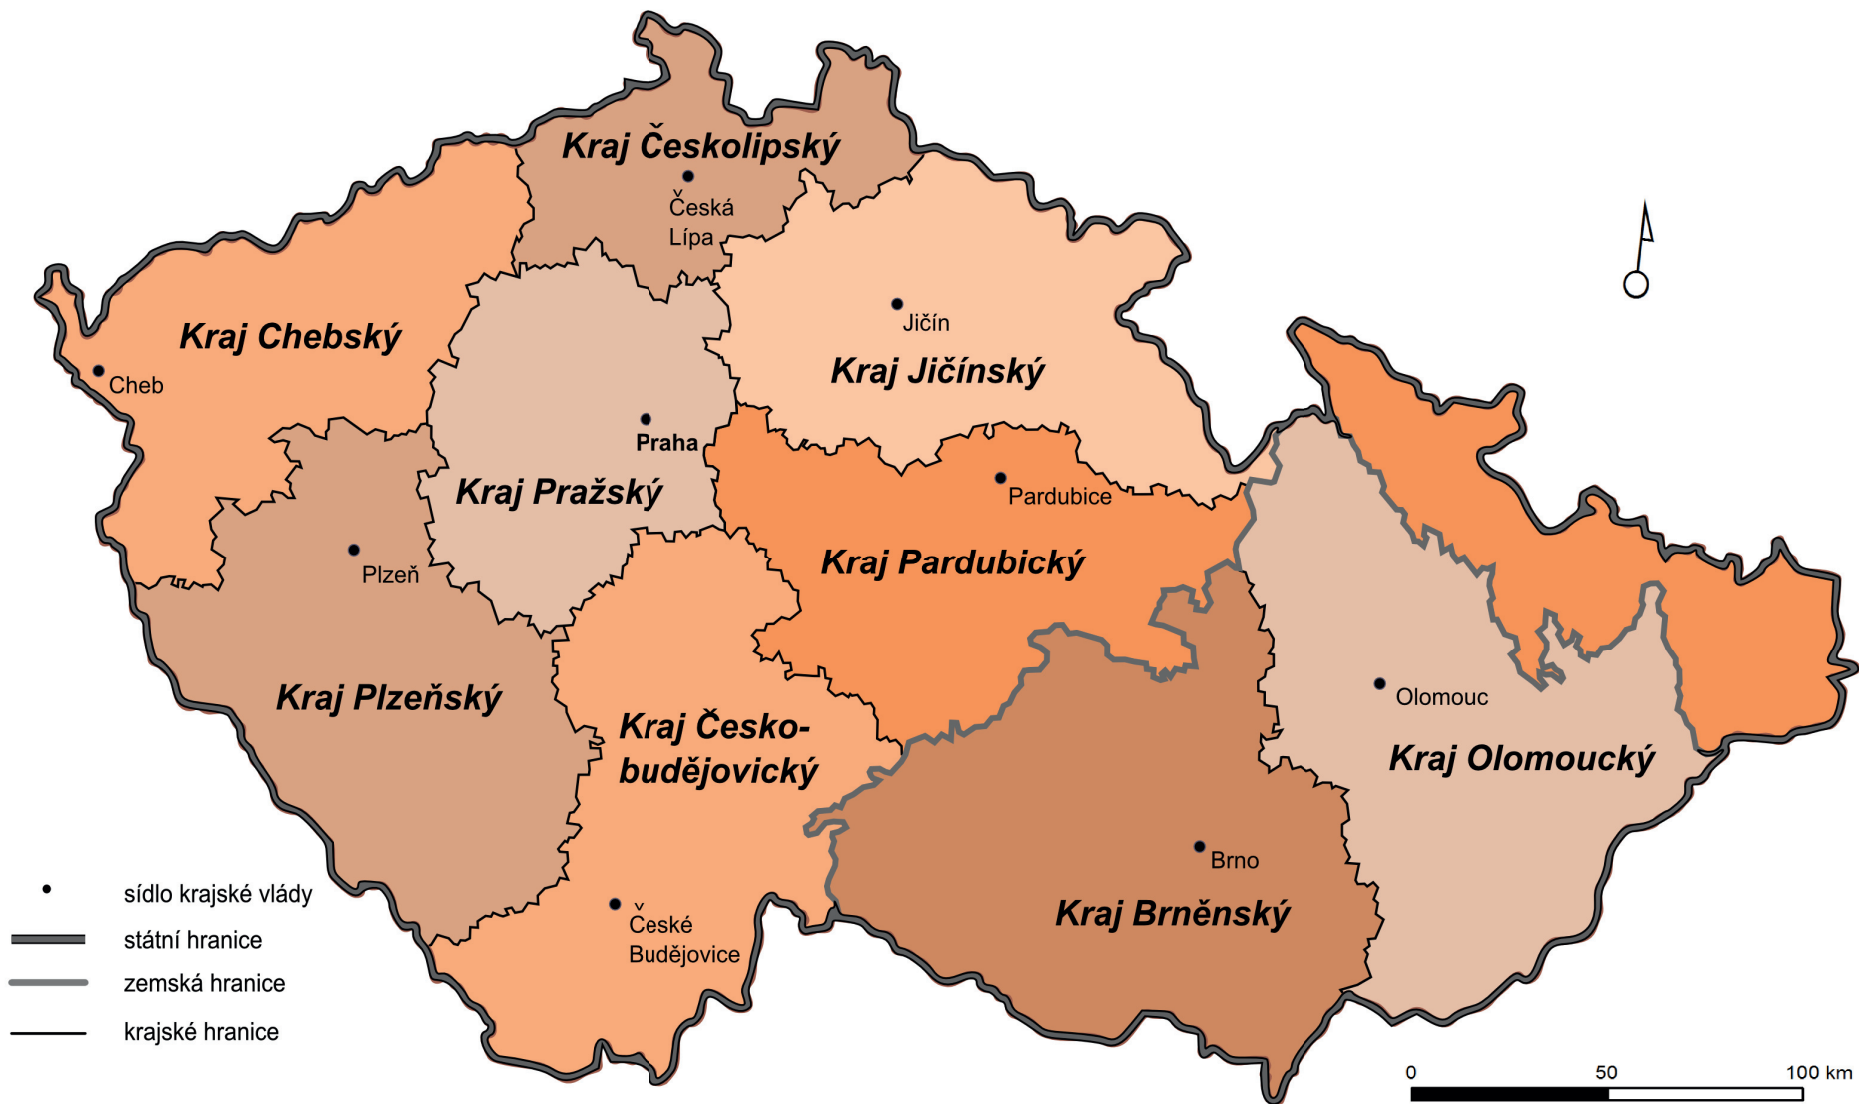 Kraj Českolipský
Česká
Lípa
Kraj Chebský
Cheb
Jičín
Kraj Jičínský
Praha
Kraj Pražský
Pardubice
Kraj Pardubický
Plzeň
Kraj Plzeňský
Kraj Česko-
budějovický
Olomouc
Kraj Olomoucký
Brno
Kraj Brněnský
České
Budějovice
sídlo krajské vlády
státní hranice
zemská hranice
krajské hranice
0 50 100 km